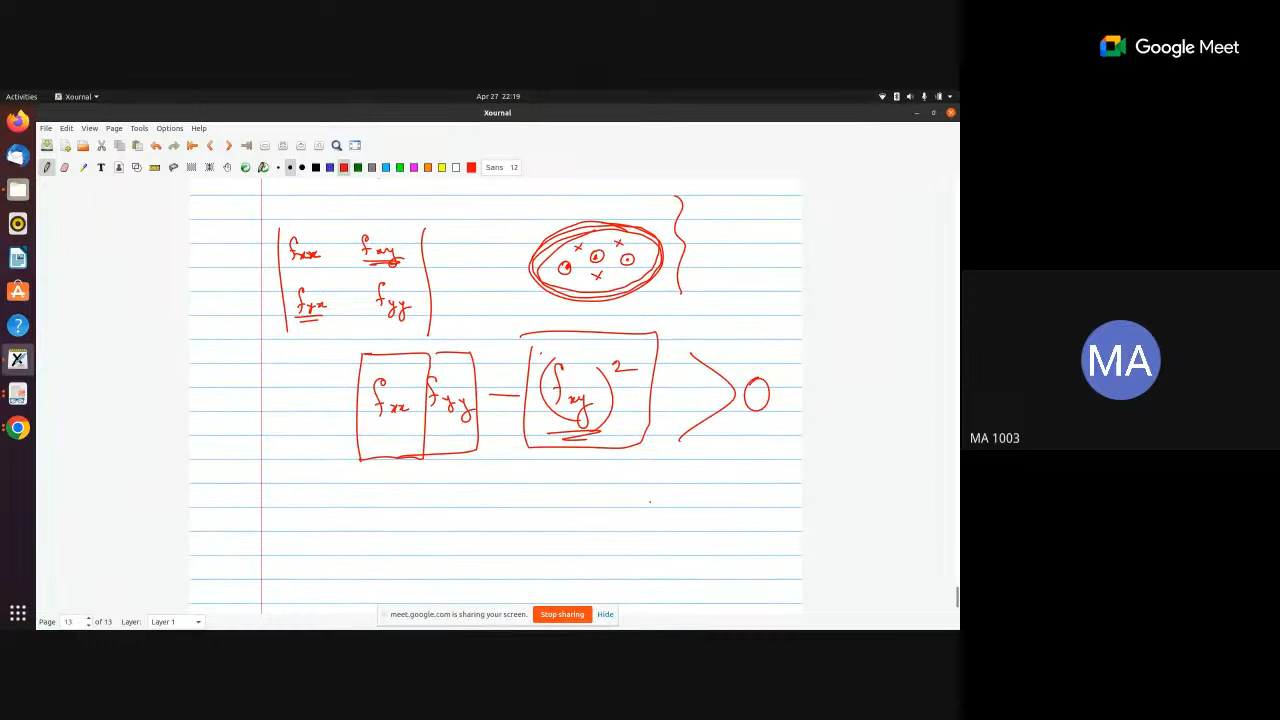 Google Meet
Activities Xournal Apr 27 22:19
Xournal
File Edit View Page Tools Options Help
Sans 12
| fxx fxy |
| fyx fyy |
fxx fyy — (fxy)² > 0
MA
MA 1003
meet.google.com is sharing your screen. Stop sharing Hide
Page 13 of 13 Layer: Layer 1